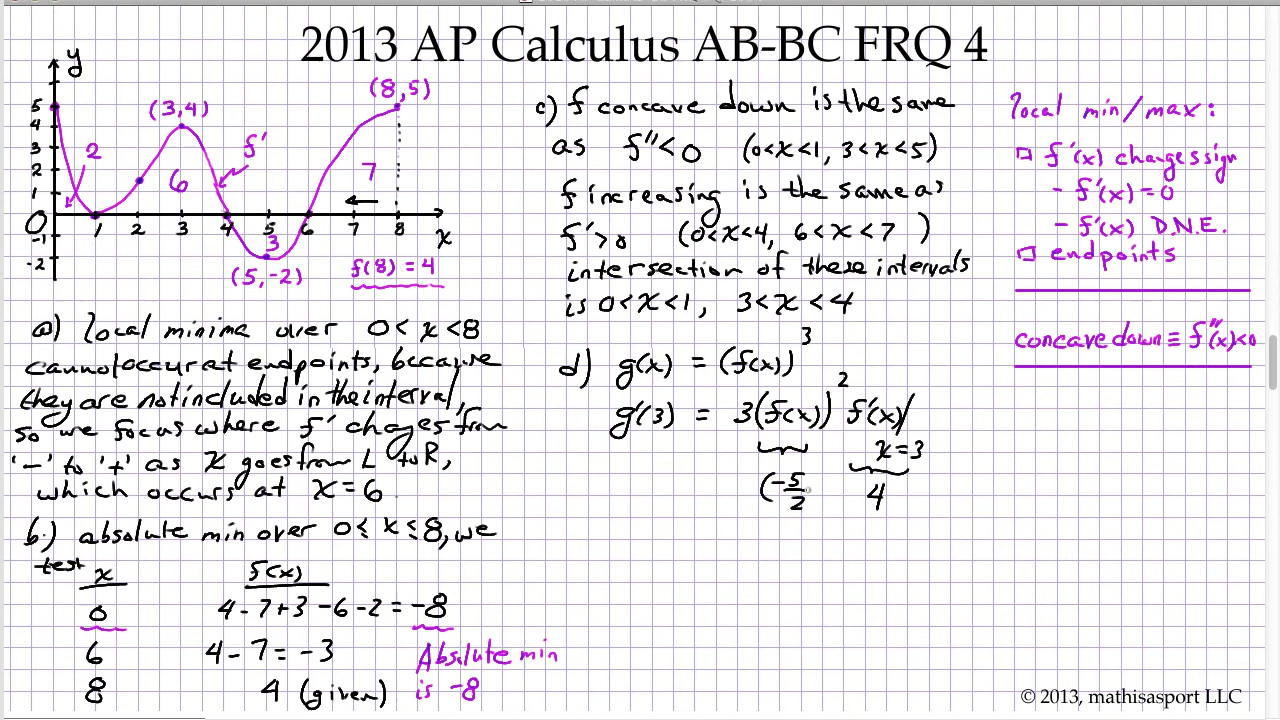 2013 AP Calculus AB-BC FRQ 4
y
5
4
3
2
1
0
-1
-2
1 2 3 4 5 6 7 8 x
(3,4)
(8,5)
2
6
f'
7
3
(5,-2)
f(8) = 4
a) local minima over 0<x<8
cannot occur at endpoints, because
they are not included in the interval,
so we focus where f' chages from
'-' to '+' as x goes from L to R,
which occurs at x=6
b.) absolute min over 0≤x≤8, we
test x f(x)
0 4-7+3-6-2=-8
6 4-7=-3
8 4 (given)
Absolute min
is -8
c) f concave down is the same
as f''<0 (0<x<1, 3<x<5)
f increasing is the same as
f'>0 (0<x<4, 6<x<7 )
intersection of these intervals
is 0<x<1, 3<x<4
d) g(x) = (f(x))³
g'(3) = 3(f(x))² f'(x)|
x=3
(-5/2 4
local min/max:
f'(x) changes sign
- f'(x)=0
- f'(x) D.N.E.
endpoints
concave down ≡ f''(x)<0
© 2013, mathisasport LLC